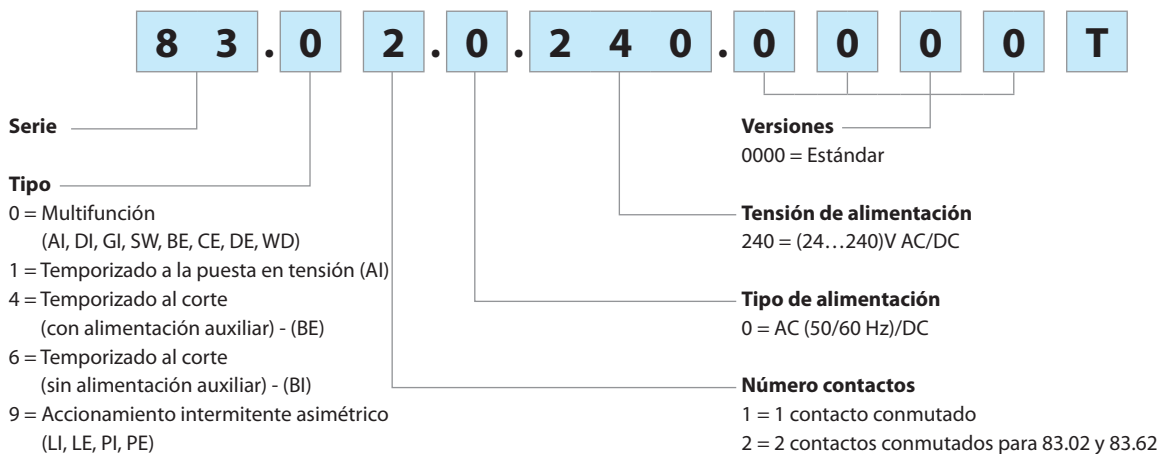 8 3 . 0 2 . 0 . 2 4 0 . 0 0 0 0 T
Serie
Tipo
0 = Multifunción
(AI, DI, GI, SW, BE, CE, DE, WD)
1 = Temporizado a la puesta en tensión (AI)
4 = Temporizado al corte
(con alimentación auxiliar) - (BE)
6 = Temporizado al corte
(sin alimentación auxiliar) - (BI)
9 = Accionamiento intermitente asimétrico
(LI, LE, PI, PE)
Versiones
0000 = Estándar
Tensión de alimentación
240 = (24…240)V AC/DC
Tipo de alimentación
0 = AC (50/60 Hz)/DC
Número contactos
1 = 1 contacto conmutado
2 = 2 contactos conmutados para 83.02 y 83.62